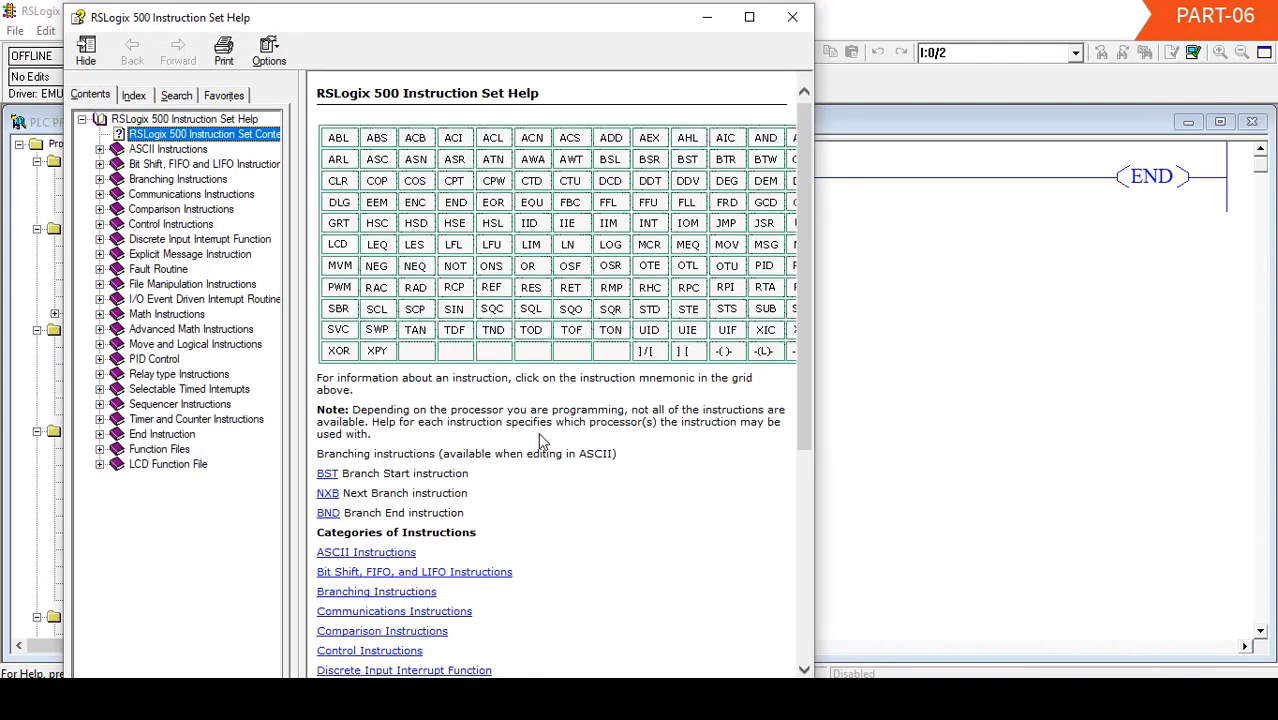 RSLo
RSLogix 500 Instruction Set Help
PART-06
File Edit
Hide
Back
Forward
Print
Options
OFFLINE
I:0/2
No Edits
Driver: EMU
Contents Index Search Favorites
PLC PR
Pro
RSLogix 500 Instruction Set Help
RSLogix 500 Instruction Set Conte
ASCII Instructions
Bit Shift, FIFO and LIFO Instruction
Branching Instructions
Communications Instructions
Comparison Instructions
Control Instructions
Discrete Input Interrupt Function
Explicit Message Instruction
Fault Routine
File Manipulation Instructions
I/O Event Driven Interrupt Routine
Math Instructions
Advanced Math Instructions
Move and Logical Instructions
PID Control
Relay type Instructions
Selectable Timed Interrupts
Sequencer Instructions
Timer and Counter Instructions
End Instruction
Function Files
LCD Function File
RSLogix 500 Instruction Set Help
ABL ABS ACB ACI ACL ACN ACS ADD AEX AHL AIC AND
ARL ASC ASN ASR ATN AWA AWT BSL BSR BST BTR BTW
CLR COP COS CPT CPW CTD CTU DCD DDT DDV DEG DEM
DLG EEM ENC END EOR EQU FBC FFL FFU FLL FRD GCD
GRT HSC HSD HSE HSL IID IIE IIM INT IOM JMP JSR
LCD LEQ LES LFL LFU LIM LN LOG MCR MEQ MOV MSG
MVM NEG NEQ NOT ONS OR OSF OSR OTE OTL OTU PID
PWM RAC RAD RCP REF RES RET RMP RHC RPC RPI RTA
SBR SCL SCP SIN SQC SQL SQO SQR STD STE STS SUB
SVC SWP TAN TDF TND TOD TOF TON UID UIE UIF XIC
XOR XPY ]/[ ] [ -( )- -(L)-
For information about an instruction, click on the instruction mnemonic in the grid
above.
Note: Depending on the processor you are programming, not all of the instructions are
available. Help for each instruction specifies which processor(s) the instruction may be
used with.
Branching instructions (available when editing in ASCII)
BST Branch Start instruction
NXB Next Branch instruction
BND Branch End instruction
Categories of Instructions
ASCII Instructions
Bit Shift, FIFO, and LIFO Instructions
Branching Instructions
Communications Instructions
Comparison Instructions
Control Instructions
Discrete Input Interrupt Function
END
For Help, pre
Disabled